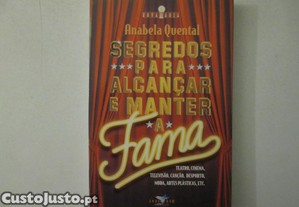 Anabela Quental
SEGREDOS
PARA
ALCANÇAR
E MANTER
A
Fama
TEATRO, CINEMA,
TELEVISÃO, CANÇÃO, DESPORTO,
MODA, ARTES PLÁSTICAS, ETC.
CustoJusto.pt